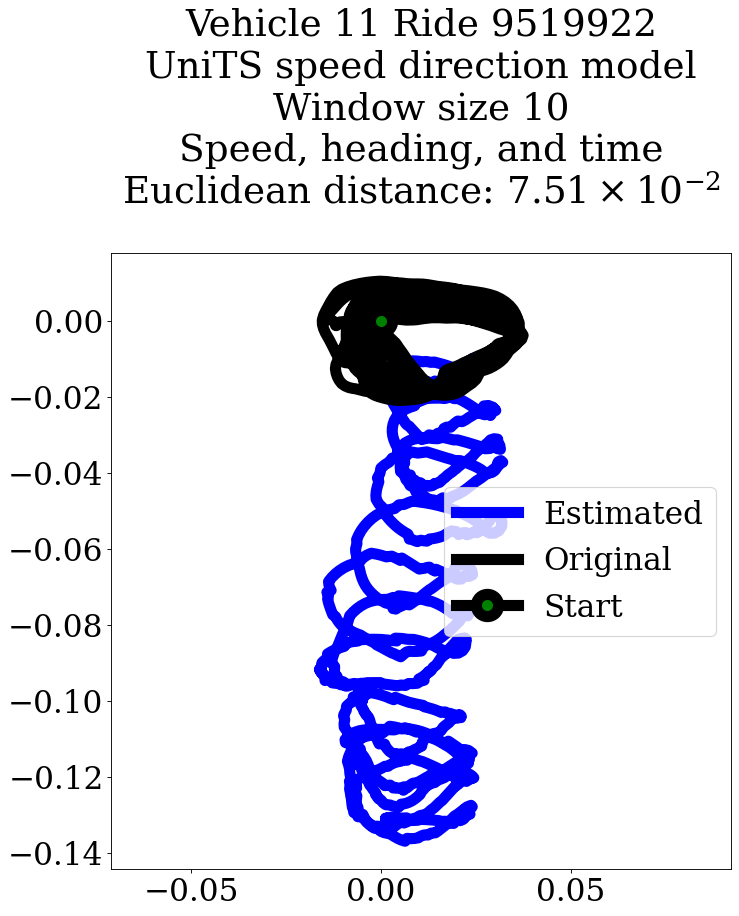 Vehicle 11 Ride 9519922
UniTS speed direction model
Window size 10
Speed, heading, and time
Euclidean distance: 7.51 × 10⁻²
0.00
−0.02
−0.04
−0.06
−0.08
−0.10
−0.12
−0.14
Estimated
Original
Start
−0.05 0.00 0.05